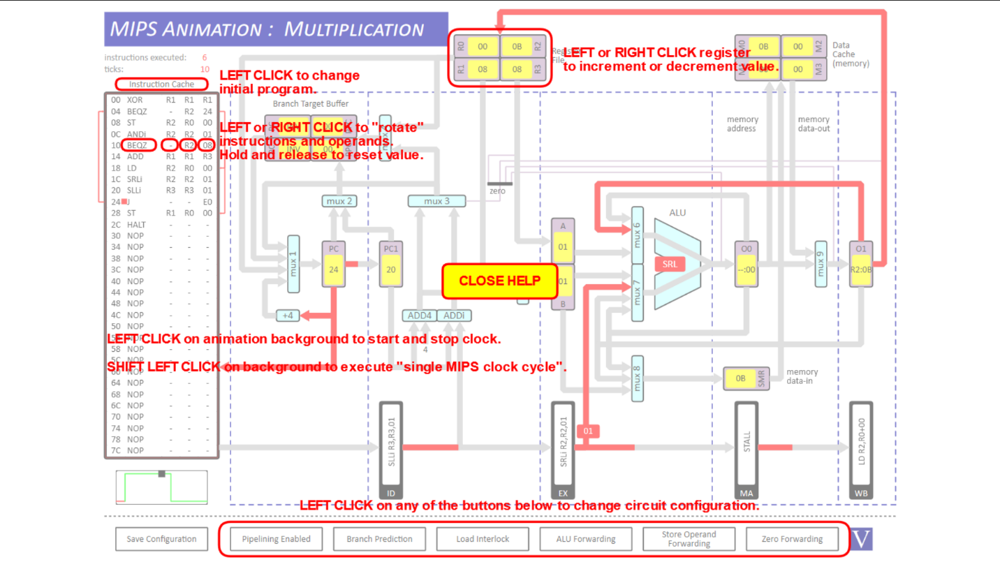 MIPS ANIMATION : MULTIPLICATION
instructions executed: 6
ticks: 10
LEFT CLICK to change
initial program.
Instruction Cache
00 XOR R1 R1 R1
04 BEQZ - R2 24
08 ST R2 R0 00
0C ANDi R2 R2 01
10 BEQZ - R2 08
14 ADD R1 R1 R3
18 LD R2 R0 00
1C SRLi R2 R2 01
20 SLLi R3 R3 01
24 J - - E0
28 ST R1 R0 00
2C HALT - - -
30 NOP - - -
34 NOP - - -
38 NOP - - -
3C NOP - - -
40 NOP - - -
44 NOP - - -
48 NOP - - -
4C NOP - - -
50 NOP - - -
58 NOP - - -
5C NOP - - -
60 NOP - - -
64 NOP - - -
68 NOP - - -
6C NOP - - -
70 NOP - - -
74 NOP - - -
78 NOP - - -
7C NOP - - -
R0 00 0B R2
R1 08 08 R3
Register
File
LEFT or RIGHT CLICK register
to increment or decrement value.
M0 0B 00 M2
00 M3
Data
Cache
(memory)
Branch Target Buffer
INV 00
LEFT or RIGHT CLICK to "rotate"
instructions and operands.
Hold and release to reset value.
memory
address
memory
data-out
zero
mux 2
mux 3
mux 1
PC
24
PC1
20
+4
ADD4
ADDi
4
CLOSE HELP
A
01
01
B
mux 6
mux 7
mux 8
ALU
SRL
O0
--:00
mux 9
O1
R2:0B
0B SMR
memory
data-in
LEFT CLICK on animation background to start and stop clock.
SHIFT LEFT CLICK on background to execute "single MIPS clock cycle".
SLLi R3,R3,01
ID
SRLi R2,R2,01
EX
01
STALL
MA
LD R2,R0+00
WB
LEFT CLICK on any of the buttons below to change circuit configuration.
Save Configuration
Pipelining Enabled
Branch Prediction
Load Interlock
ALU Forwarding
Store Operand
Forwarding
Zero Forwarding
V